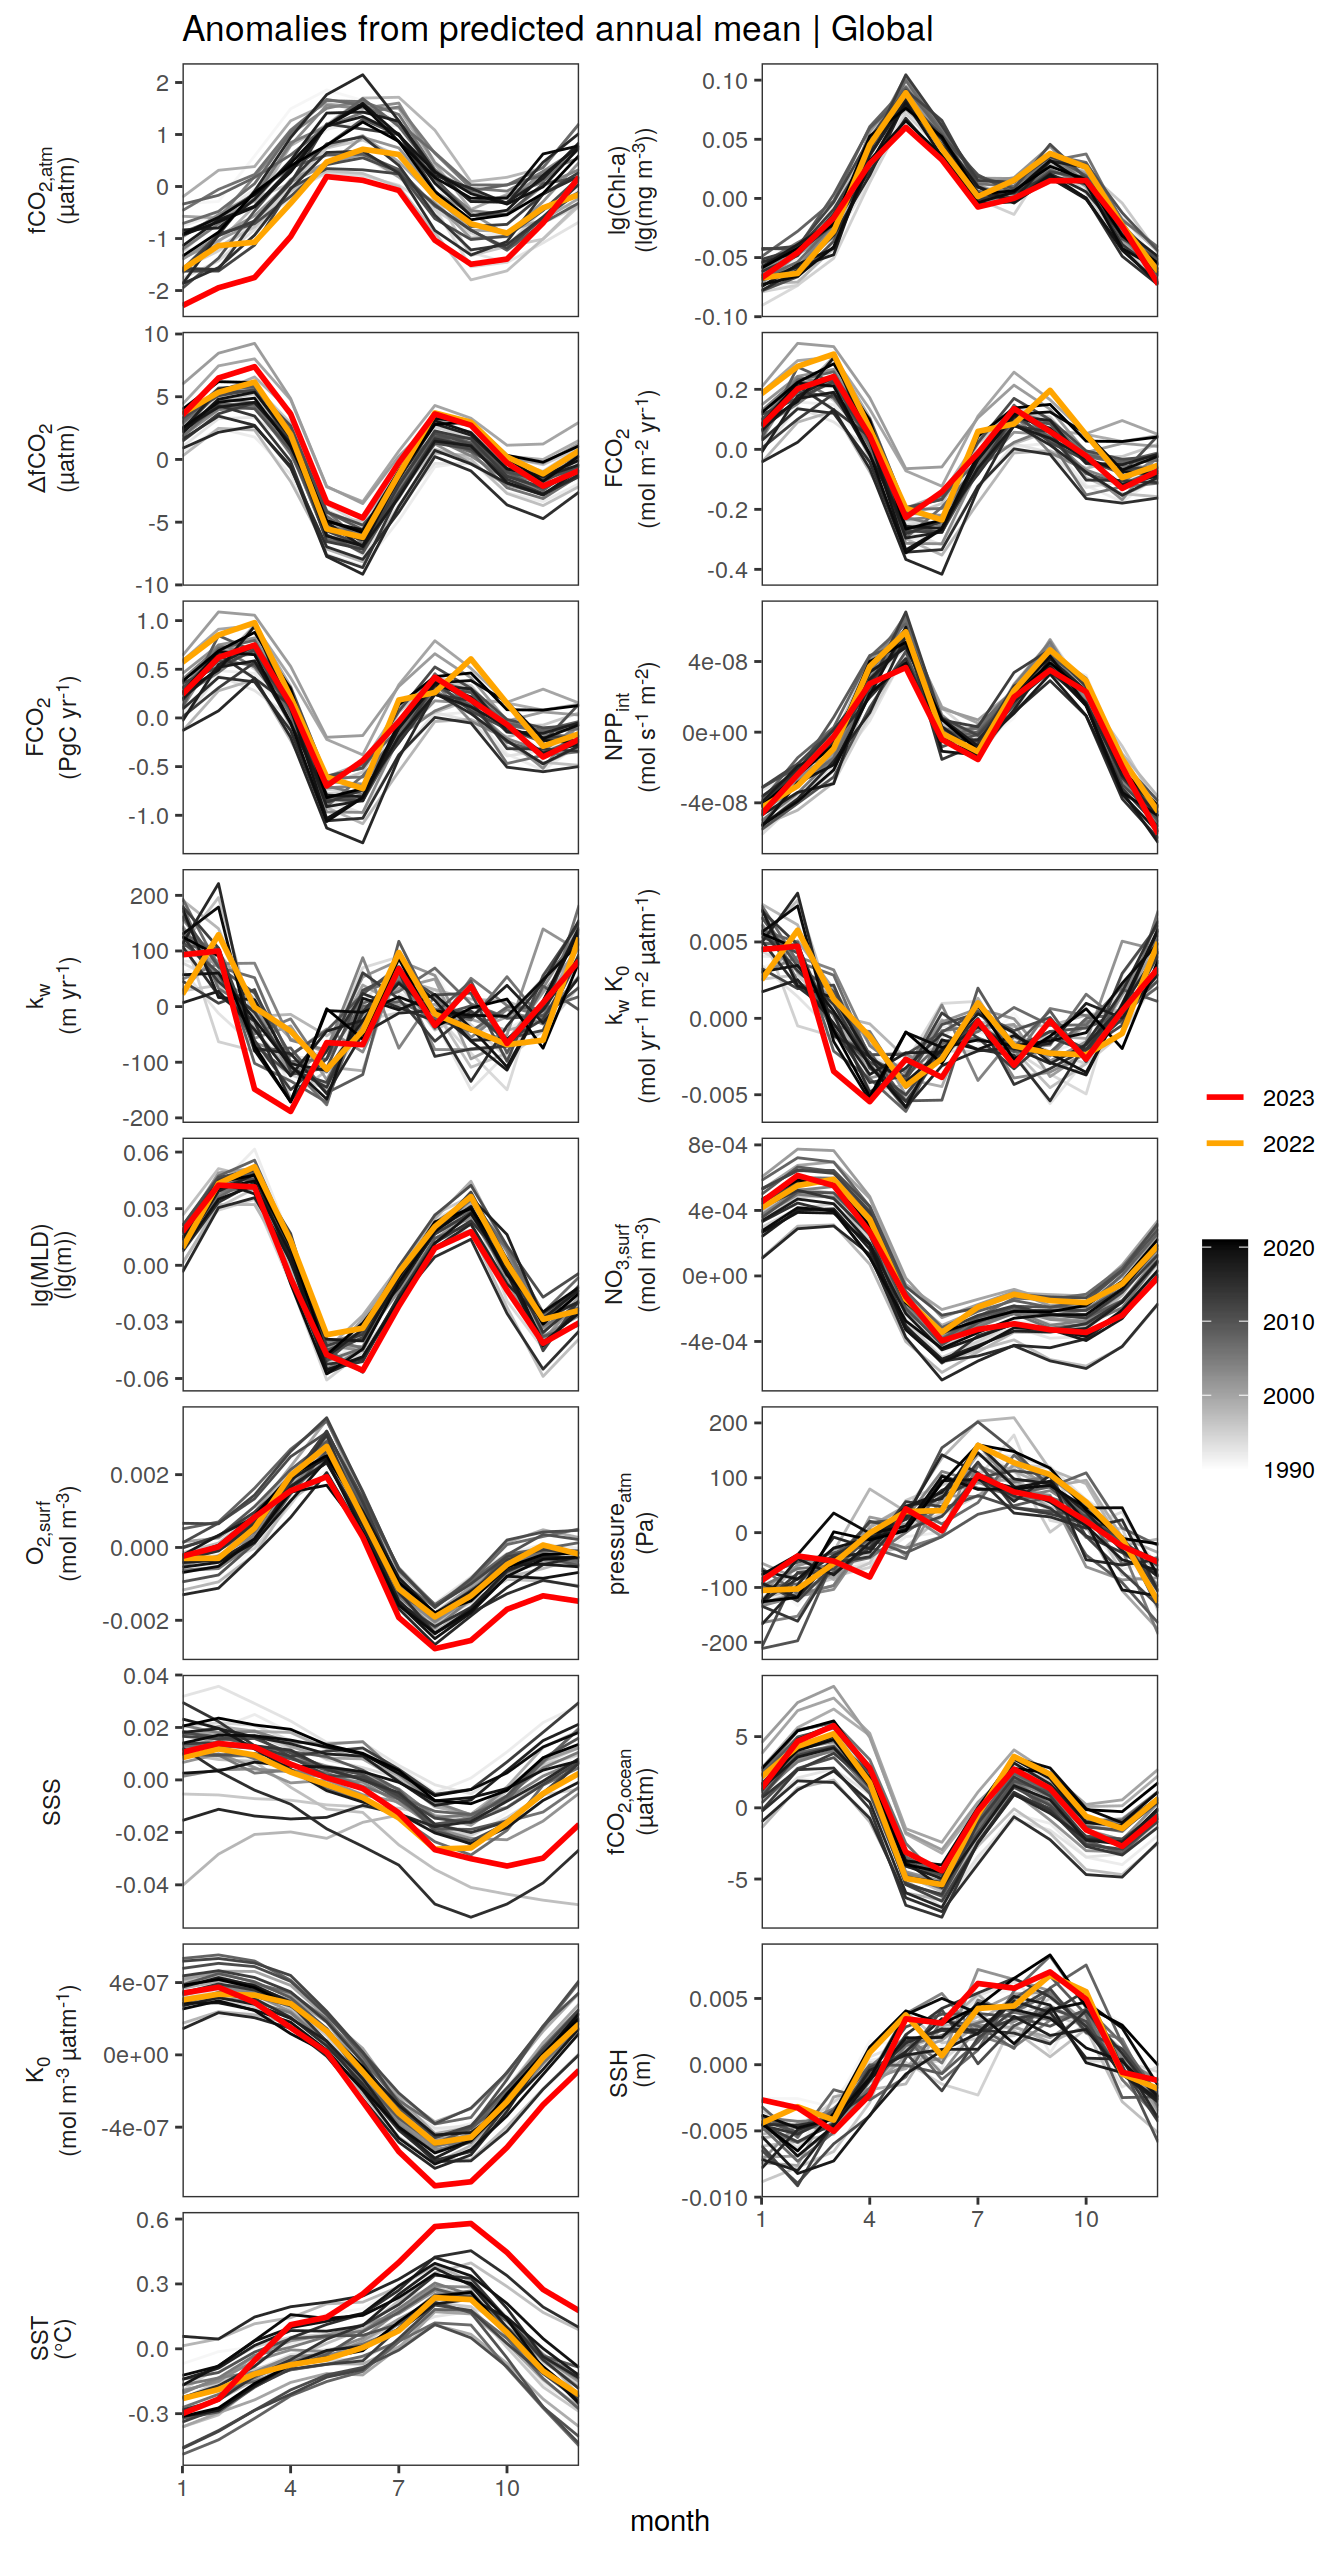 Anomalies from predicted annual mean | Global
fCO2,atm
(µatm)
2
1
0
-1
-2
lg(Chl-a)
(lg(mg m-3))
0.10
0.05
0.00
-0.05
-0.10
ΔfCO2
(µatm)
10
5
0
-5
-10
FCO2
(mol m-2 yr-1)
0.2
0.0
-0.2
-0.4
FCO2
(PgC yr-1)
1.0
0.5
0.0
-0.5
-1.0
NPPint
(mol s-1 m-2)
4e-08
0e+00
-4e-08
kw
(m yr-1)
200
100
0
-100
-200
kw K0
(mol yr-1 m-2 µatm-1)
0.005
0.000
-0.005
lg(MLD)
(lg(m))
0.06
0.03
0.00
-0.03
-0.06
NO3,surf
(mol m-3)
8e-04
4e-04
0e+00
-4e-04
O2,surf
(mol m-3)
0.002
0.000
-0.002
pressureatm
(Pa)
200
100
0
-100
-200
SSS
0.04
0.02
0.00
-0.02
-0.04
fCO2,ocean
(µatm)
5
0
-5
K0
(mol m-3 µatm-1)
4e-07
0e+00
-4e-07
SSH
(m)
0.005
0.000
-0.005
-0.010
1 4 7 10
SST
(°C)
0.6
0.3
0.0
-0.3
1 4 7 10
month
2023
2022
2020
2010
2000
1990